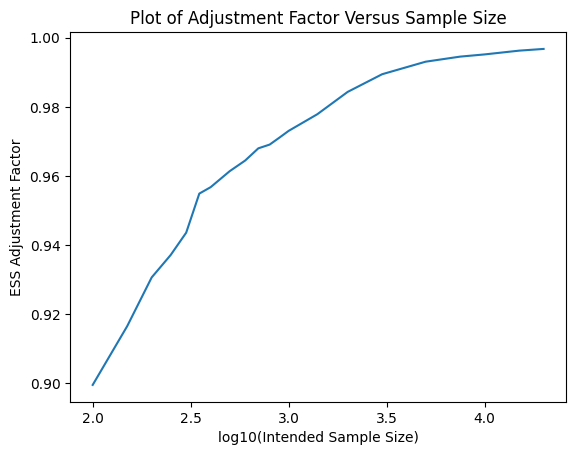 Plot of Adjustment Factor Versus Sample Size
1.00
0.98
0.96
0.94
0.92
0.90
ESS Adjustment Factor
2.0 2.5 3.0 3.5 4.0
log10(Intended Sample Size)